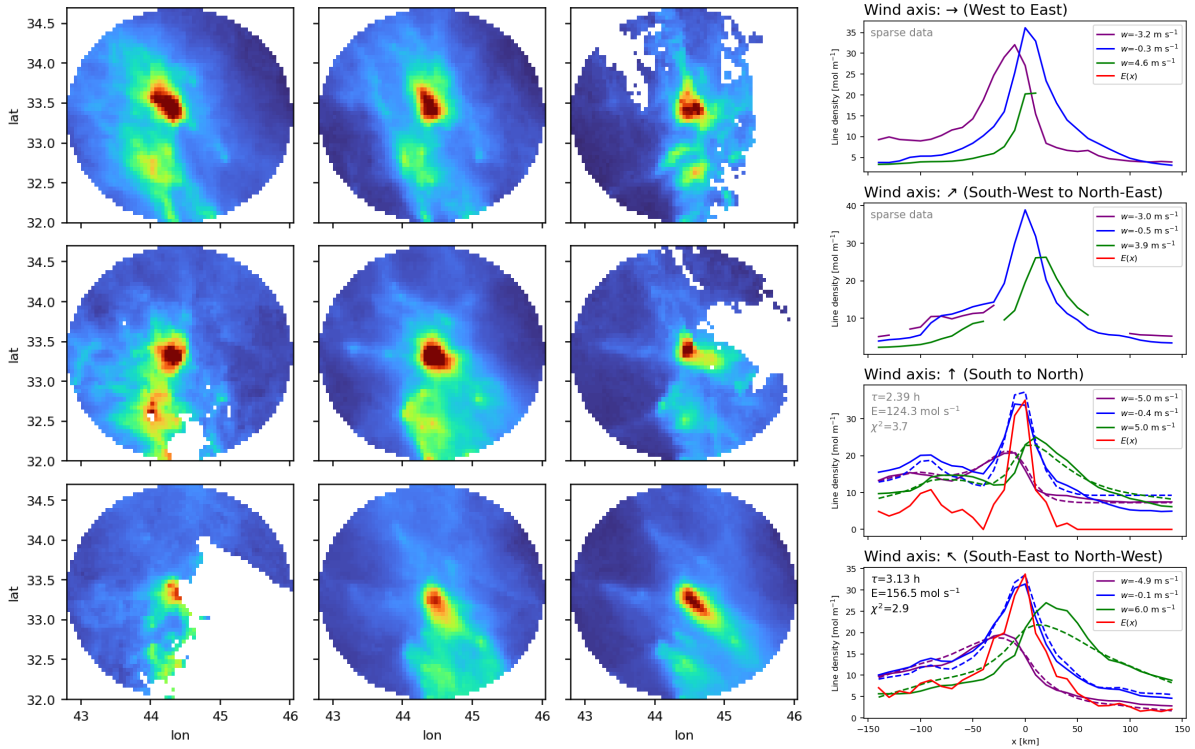 lat
34.5
34.0
33.5
33.0
32.5
32.0
lat
34.5
34.0
33.5
33.0
32.5
32.0
lat
34.5
34.0
33.5
33.0
32.5
32.0
43 44 45 46
lon
43 44 45 46
lon
43 44 45 46
lon
Wind axis: → (West to East)
sparse data
w=-3.2 m s⁻¹
w=-0.3 m s⁻¹
w=4.6 m s⁻¹
E(x)
Line density [mol m⁻¹]
35
30
25
20
15
10
5
Wind axis: ↗ (South-West to North-East)
sparse data
w=-3.0 m s⁻¹
w=-0.5 m s⁻¹
w=3.9 m s⁻¹
E(x)
Line density [mol m⁻¹]
40
30
20
10
Wind axis: ↑ (South to North)
τ=2.39 h
E=124.3 mol s⁻¹
χ²=3.7
w=-5.0 m s⁻¹
w=-0.4 m s⁻¹
w=5.0 m s⁻¹
E(x)
Line density [mol m⁻¹]
30
20
10
0
Wind axis: ↖ (South-East to North-West)
τ=3.13 h
E=156.5 mol s⁻¹
χ²=2.9
w=-4.9 m s⁻¹
w=-0.1 m s⁻¹
w=6.0 m s⁻¹
E(x)
Line density [mol m⁻¹]
35
30
25
20
15
10
5
0
−150 −100 −50 0 50 100 150
x [km]